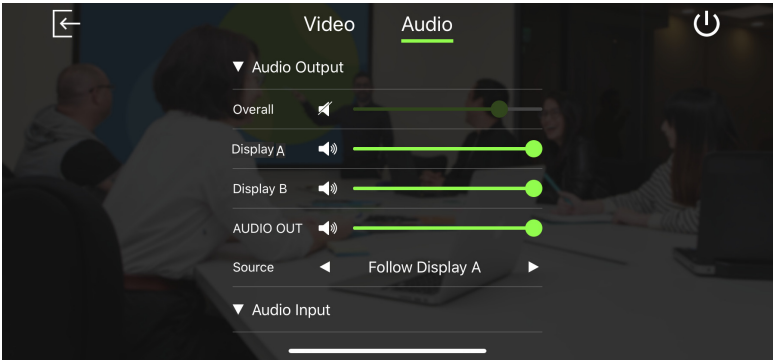 Video Audio
▼ Audio Output
Overall
Display A
Display B
AUDIO OUT
Source ◀ Follow Display A ▶
▼ Audio Input